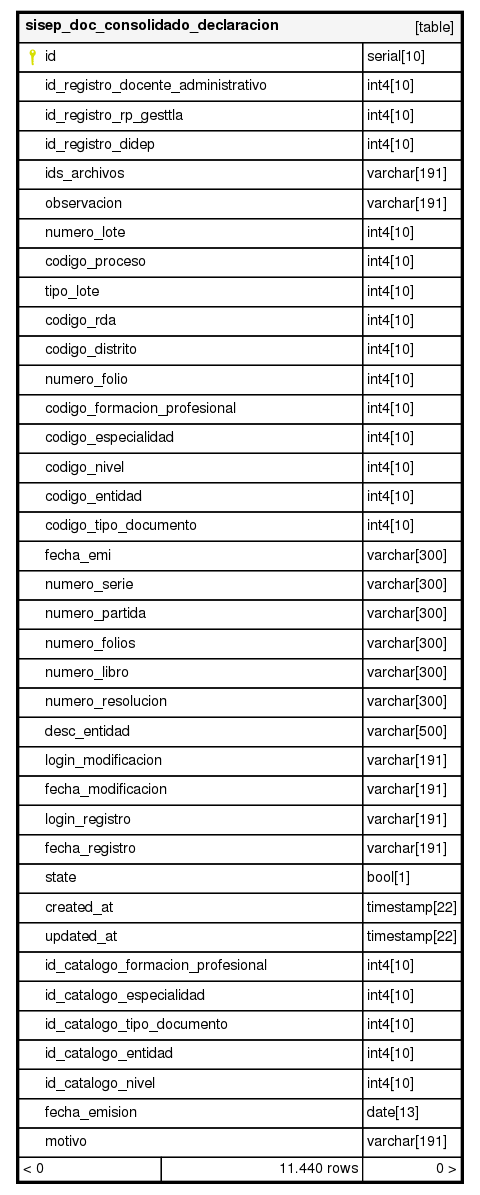 sisep_doc_consolidado_declaracion [table]
id serial[10]
id_registro_docente_administrativo int4[10]
id_registro_rp_gesttla int4[10]
id_registro_didep int4[10]
ids_archivos varchar[191]
observacion varchar[191]
numero_lote int4[10]
codigo_proceso int4[10]
tipo_lote int4[10]
codigo_rda int4[10]
codigo_distrito int4[10]
numero_folio int4[10]
codigo_formacion_profesional int4[10]
codigo_especialidad int4[10]
codigo_nivel int4[10]
codigo_entidad int4[10]
codigo_tipo_documento int4[10]
fecha_emi varchar[300]
numero_serie varchar[300]
numero_partida varchar[300]
numero_folios varchar[300]
numero_libro varchar[300]
numero_resolucion varchar[300]
desc_entidad varchar[500]
login_modificacion varchar[191]
fecha_modificacion varchar[191]
login_registro varchar[191]
fecha_registro varchar[191]
state bool[1]
created_at timestamp[22]
updated_at timestamp[22]
id_catalogo_formacion_profesional int4[10]
id_catalogo_especialidad int4[10]
id_catalogo_tipo_documento int4[10]
id_catalogo_entidad int4[10]
id_catalogo_nivel int4[10]
fecha_emision date[13]
motivo varchar[191]
< 0 11.440 rows 0 >